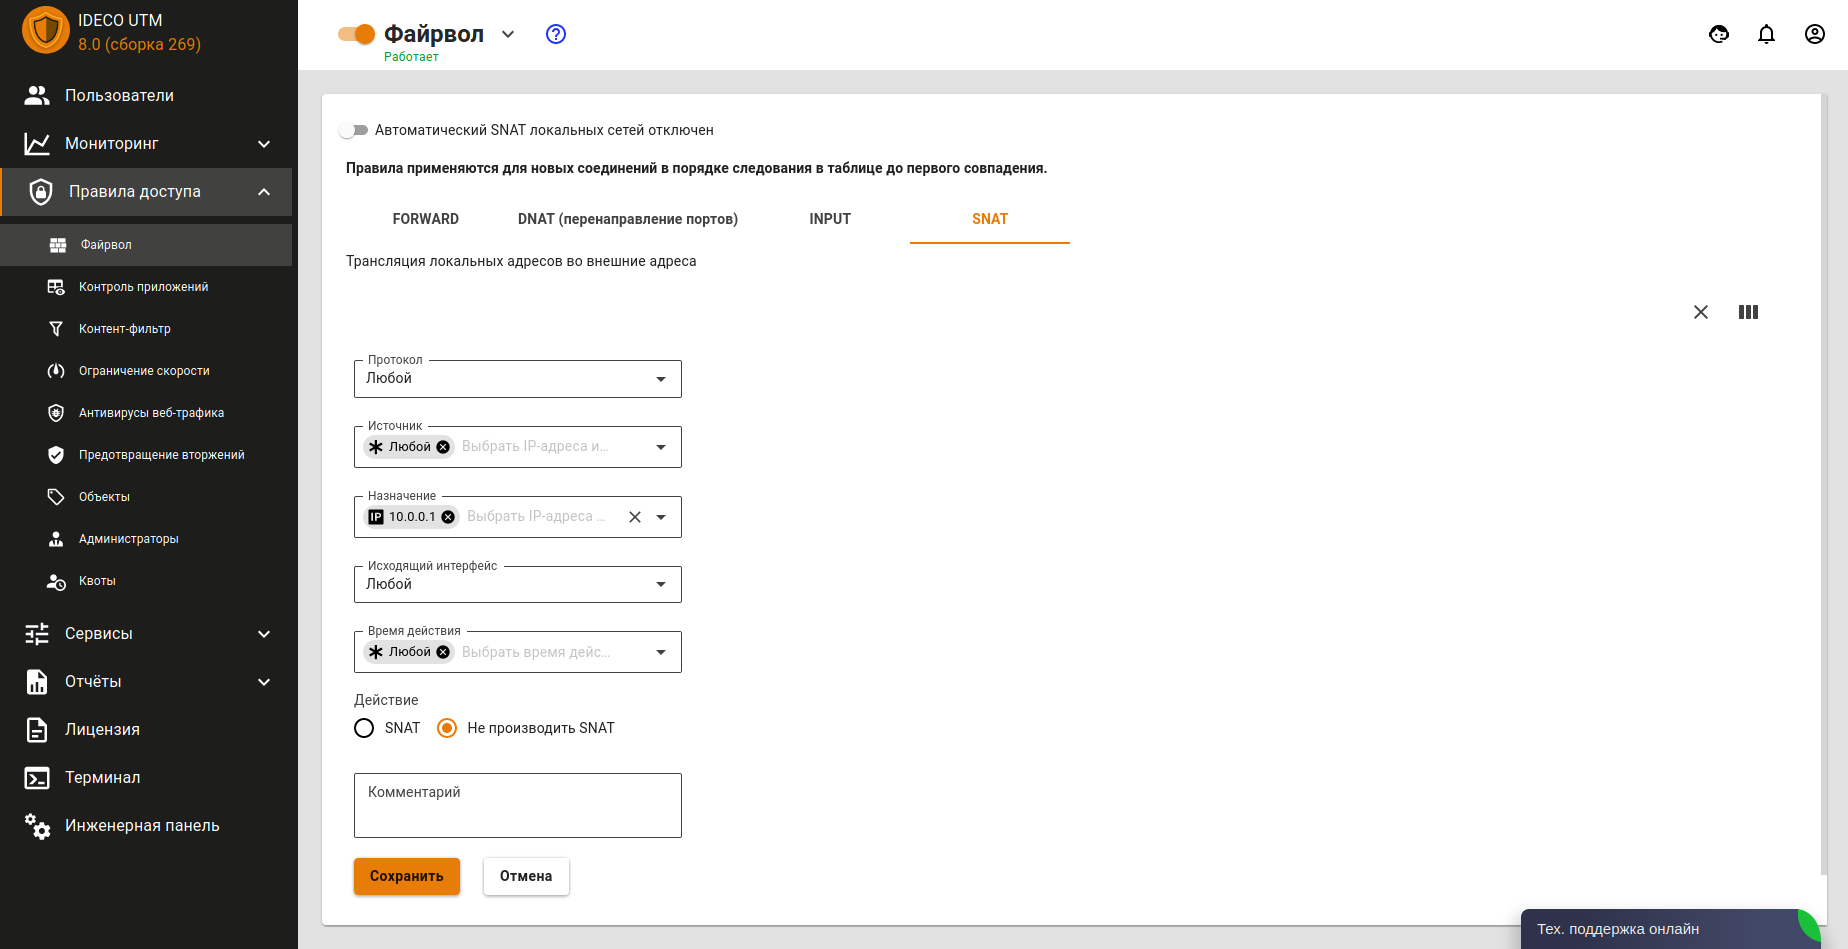 IDECO UTM
8.0 (сборка 269)
Пользователи
Мониторинг
Правила доступа
Файрвол
Контроль приложений
Контент-фильтр
Ограничение скорости
Антивирусы веб-трафика
Предотвращение вторжений
Объекты
Администраторы
Квоты
Сервисы
Отчёты
Лицензия
Терминал
Инженерная панель
Файрвол
Работает
Автоматический SNAT локальных сетей отключен
Правила применяются для новых соединений в порядке следования в таблице до первого совпадения.
FORWARD DNAT (перенаправление портов) INPUT SNAT
Трансляция локальных адресов во внешние адреса
Протокол
Любой
Источник
Любой Выбрать IP-адреса и...
Назначение
IP 10.0.0.1 Выбрать IP-адреса ...
Исходящий интерфейс
Любой
Время действия
Любой Выбрать время дейс...
Действие
SNAT Не производить SNAT
Комментарий
Сохранить Отмена
Тех. поддержка онлайн